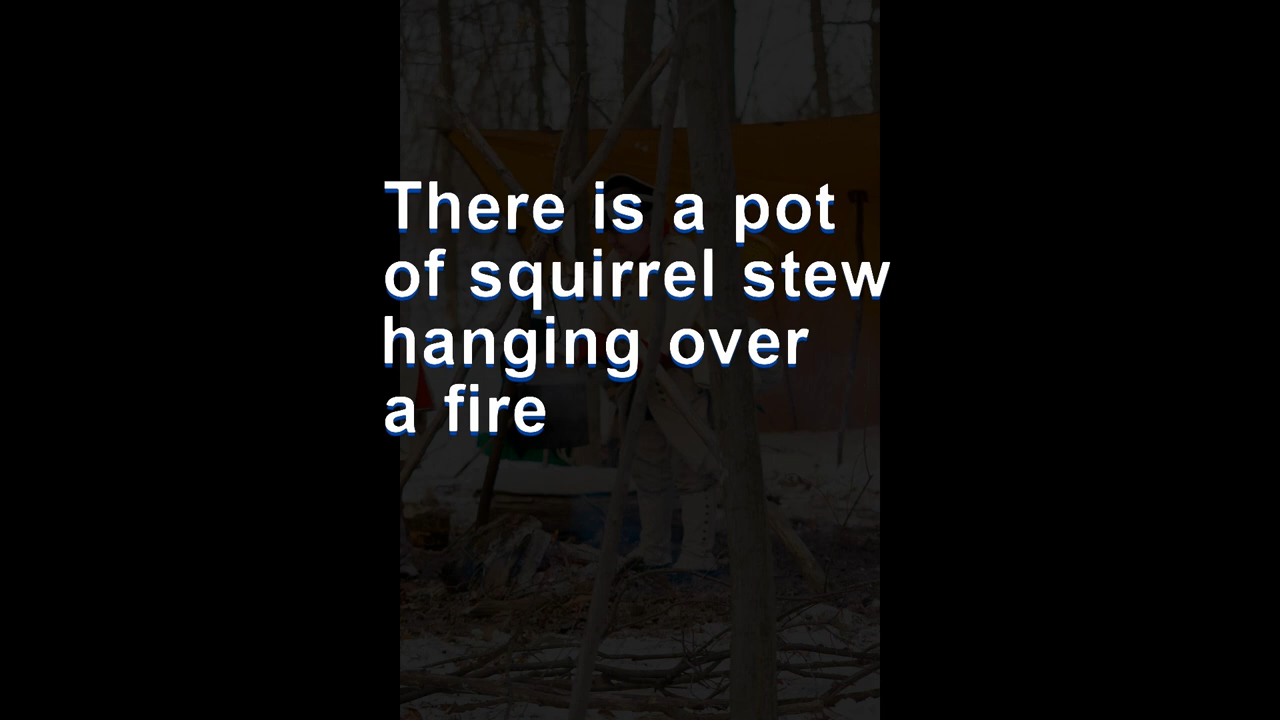 There is a pot
of squirrel stew
hanging over
a fire